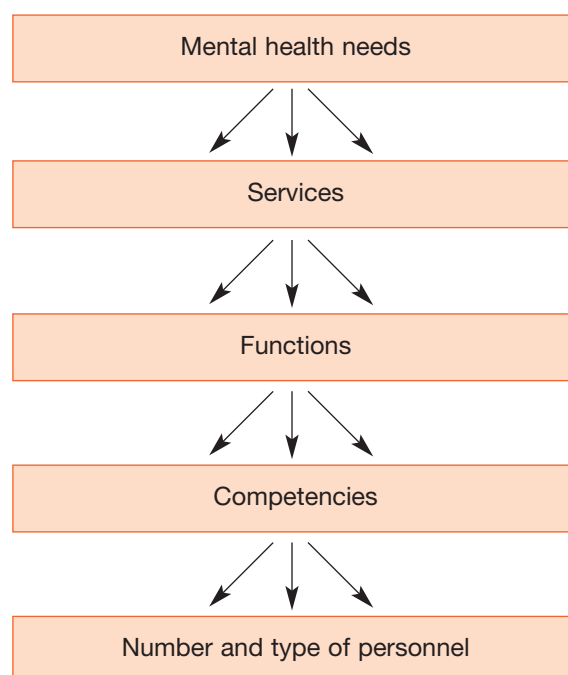 Mental health needs
Services
Functions
Competencies
Number and type of personnel